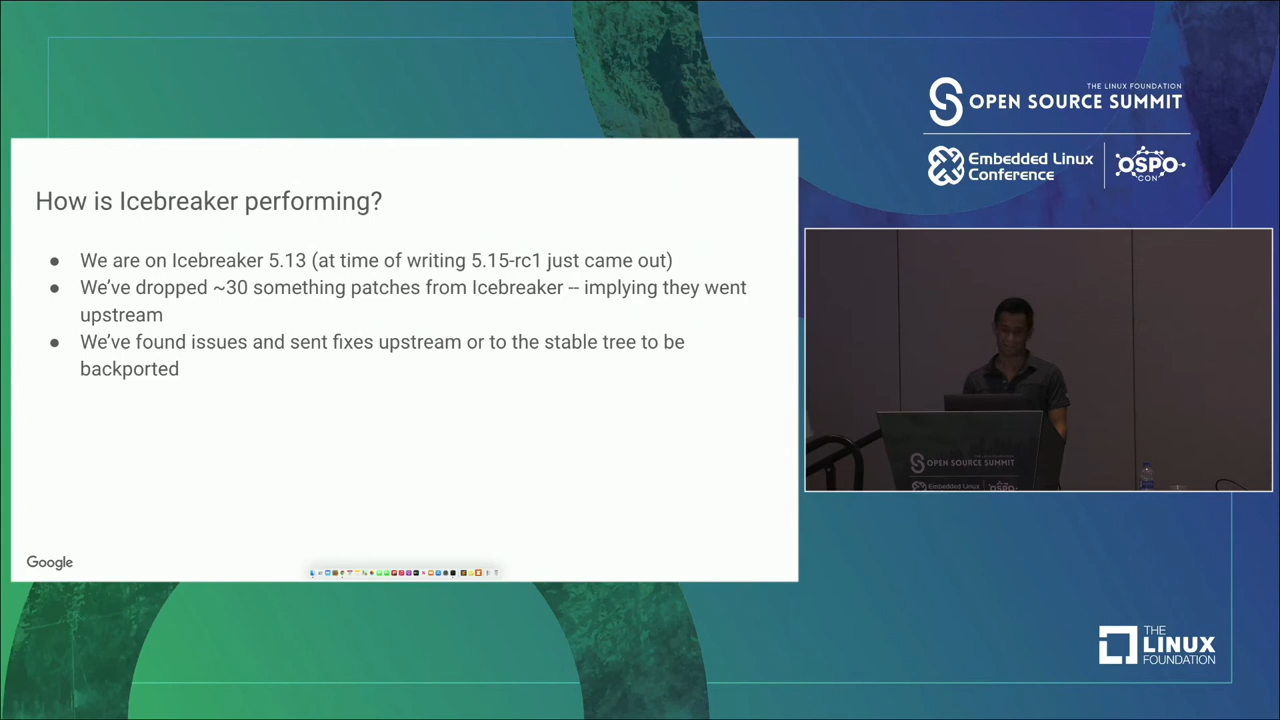 THE LINUX FOUNDATION
OPEN SOURCE SUMMIT
Embedded Linux
Conference
OSPO
CON
How is Icebreaker performing?
● We are on Icebreaker 5.13 (at time of writing 5.15-rc1 just came out)
● We've dropped ~30 something patches from Icebreaker -- implying they went
upstream
● We've found issues and sent fixes upstream or to the stable tree to be
backported
Google
OPEN SOURCE SUMMIT
Embedded Linux
OSPO
THE
LINUX
FOUNDATION